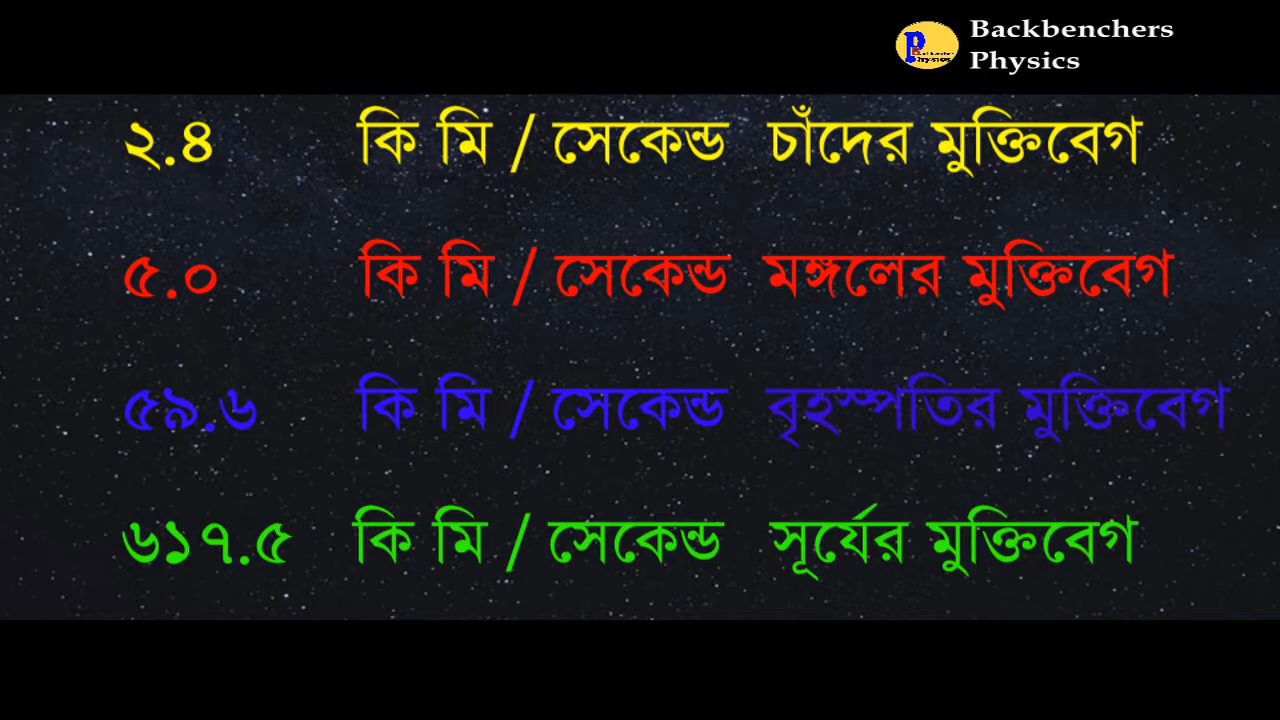 Backbenchers
Physics
২.৪ কি মি / সেকেন্ড চাঁদের মুক্তিবেগ
৫.০ কি মি / সেকেন্ড মঙ্গলের মুক্তিবেগ
৫৯.৬ কি মি / সেকেন্ড বৃহস্পতির মুক্তিবেগ
৬১৭.৫ কি মি / সেকেন্ড সূর্যের মুক্তিবেগ